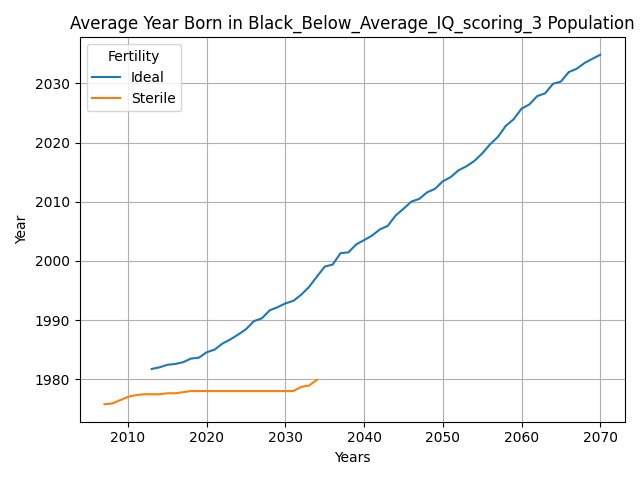 Average Year Born in Black_Below_Average_IQ_scoring_3 Population
Fertility
Ideal
Sterile
2030
2020
2010
2000
1990
1980
Year
2010 2020 2030 2040 2050 2060 2070
Years